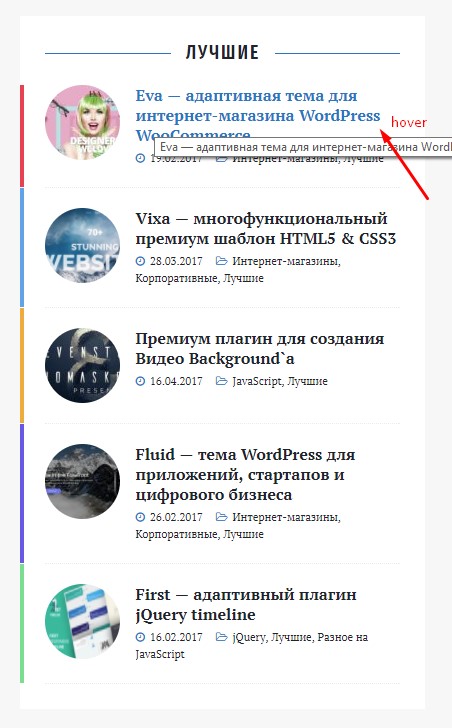 ЛУЧШИЕ
Eva — адаптивная тема для
интернет-магазина WordPress
WooCommerce
hover
Eva — адаптивная тема для интернет-магазина Word
19.02.2017 Интернет-магазины, Лучшие
DESIGNER
Vixa — многофункциональный
премиум шаблон HTML5 & CSS3
28.03.2017 Интернет-магазины,
Корпоративные, Лучшие
70+
STUNNING
WEBSIT
Премиум плагин для создания
Видео Background`а
16.04.2017 JavaScript, Лучшие
EVENST
OMASK
PRESE
Fluid — тема WordPress для
приложений, стартапов и
цифрового бизнеса
26.02.2017 Интернет-магазины,
Корпоративные, Лучшие
First — адаптивный плагин
jQuery timeline
16.02.2017 jQuery, Лучшие, Разное на
JavaScript